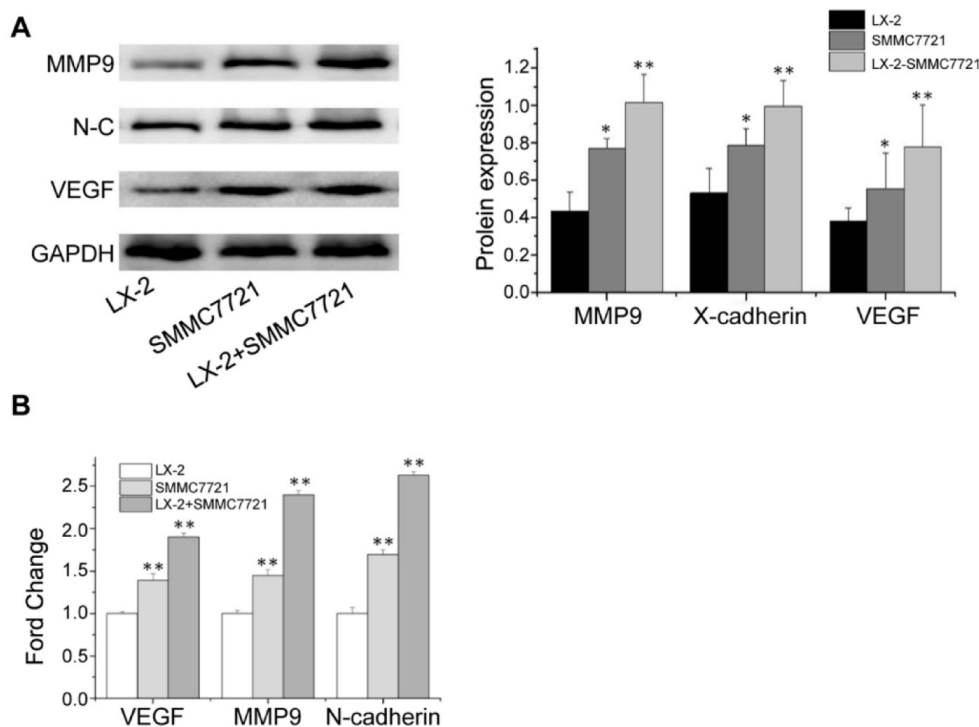 A
MMP9
N-C
VEGF
GAPDH
LX-2
SMMC7721
LX-2+SMMC7721
LX-2
SMMC7721
LX-2-SMMC7721
Prolein expression
1.2
1.0
0.8
0.6
0.4
0.2
0.0
* **
* **
* **
MMP9 X-cadherin VEGF
B
LX-2
SMMC7721
LX-2+SMMC7721
Ford Change
2.5
2.0
1.5
1.0
0.5
0.0
** **
** **
** **
VEGF MMP9 N-cadherin